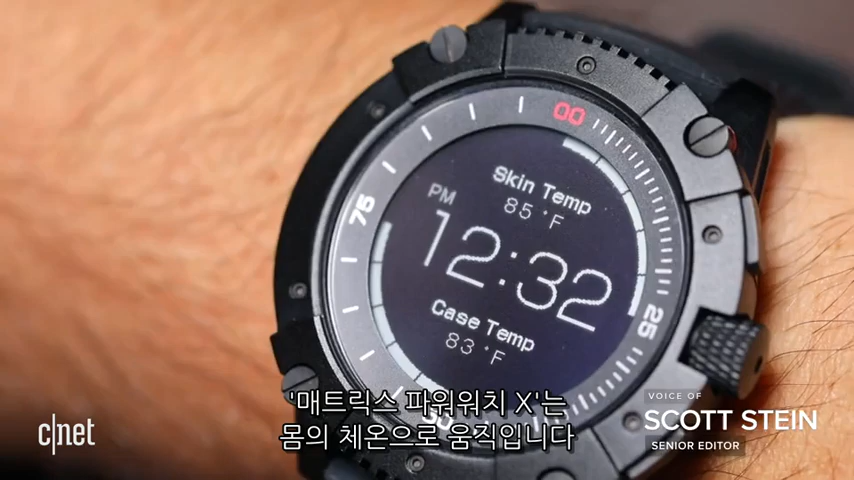 00
Skin Temp
85 °F
PM
12:32
75
Case Temp
83 °F
25
'매트릭스 파워워치 X'는
몸의 체온으로 움직입니다
c|net
VOICE OF
SCOTT STEIN
SENIOR EDITOR